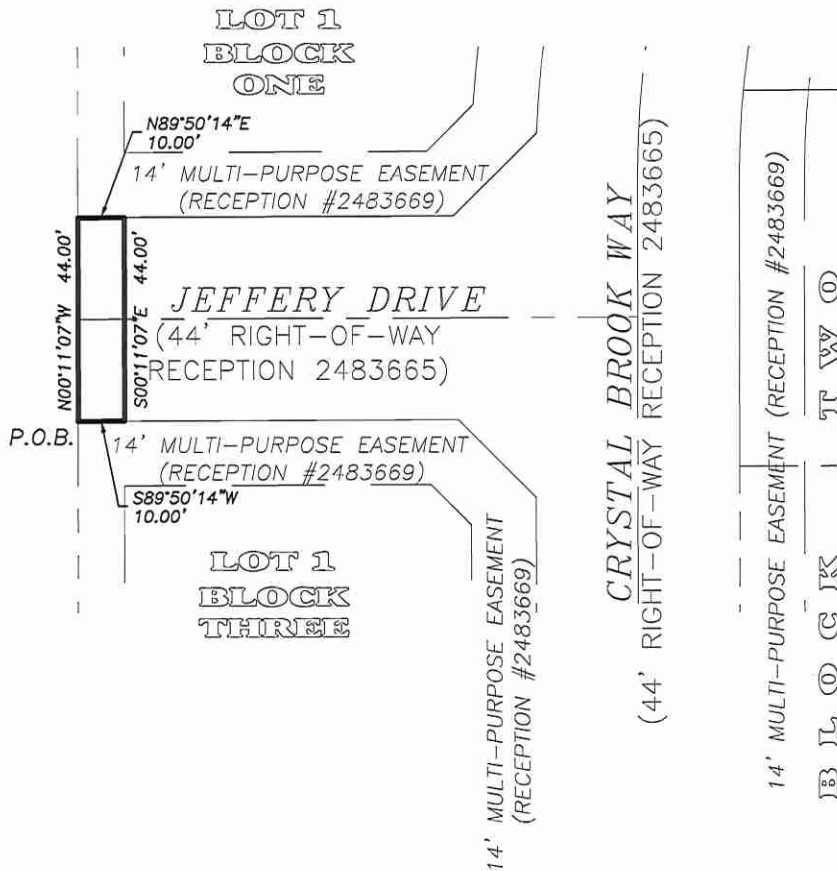 LOT 1
BLOCK
ONE
N89°50'14"E
10.00'
14' MULTI-PURPOSE EASEMENT
(RECEPTION #2483669)
N00°11'07"W 44.00'
S00°11'07"E 44.00'
JEFFERY DRIVE
(44' RIGHT-OF-WAY
RECEPTION 2483665)
P.O.B.
14' MULTI-PURPOSE EASEMENT
(RECEPTION #2483669)
S89°50'14"W
10.00'
LOT 1
BLOCK
THREE
14' MULTI-PURPOSE EASEMENT
(RECEPTION #2483669)
CRYSTAL BROOK WAY
(44' RIGHT-OF-WAY RECEPTION 2483665)
14' MULTI-PURPOSE EASEMENT (RECEPTION #2483669)
BLOCK TWO